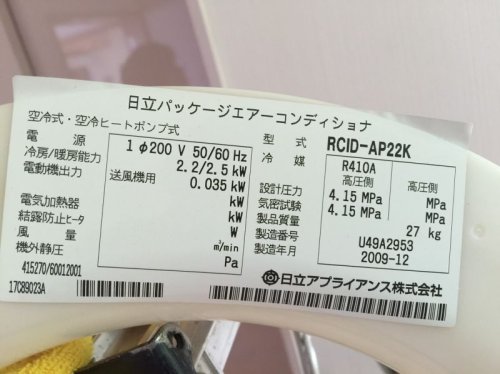 日立パッケージエアーコンディショナ
空冷式・空冷ヒートポンプ式
電源 1φ200 V 50/60 Hz
冷房/暖房能力 2.2/2.5 kW
電動機出力 送風機用 0.035 kW
電気加熱器 kW
結露防止ヒータ W
風量 m³/min
機外静圧 Pa
型式 RCID-AP22K
冷媒 R410A
高圧側 高圧側
設計圧力 4.15 MPa MPa
気密試験 4.15 MPa MPa
製品質量 27 kg
製造番号 U49A2953
製造年月 2009-12
415270/60012001
17C89023A
日立アプライアンス株式会社